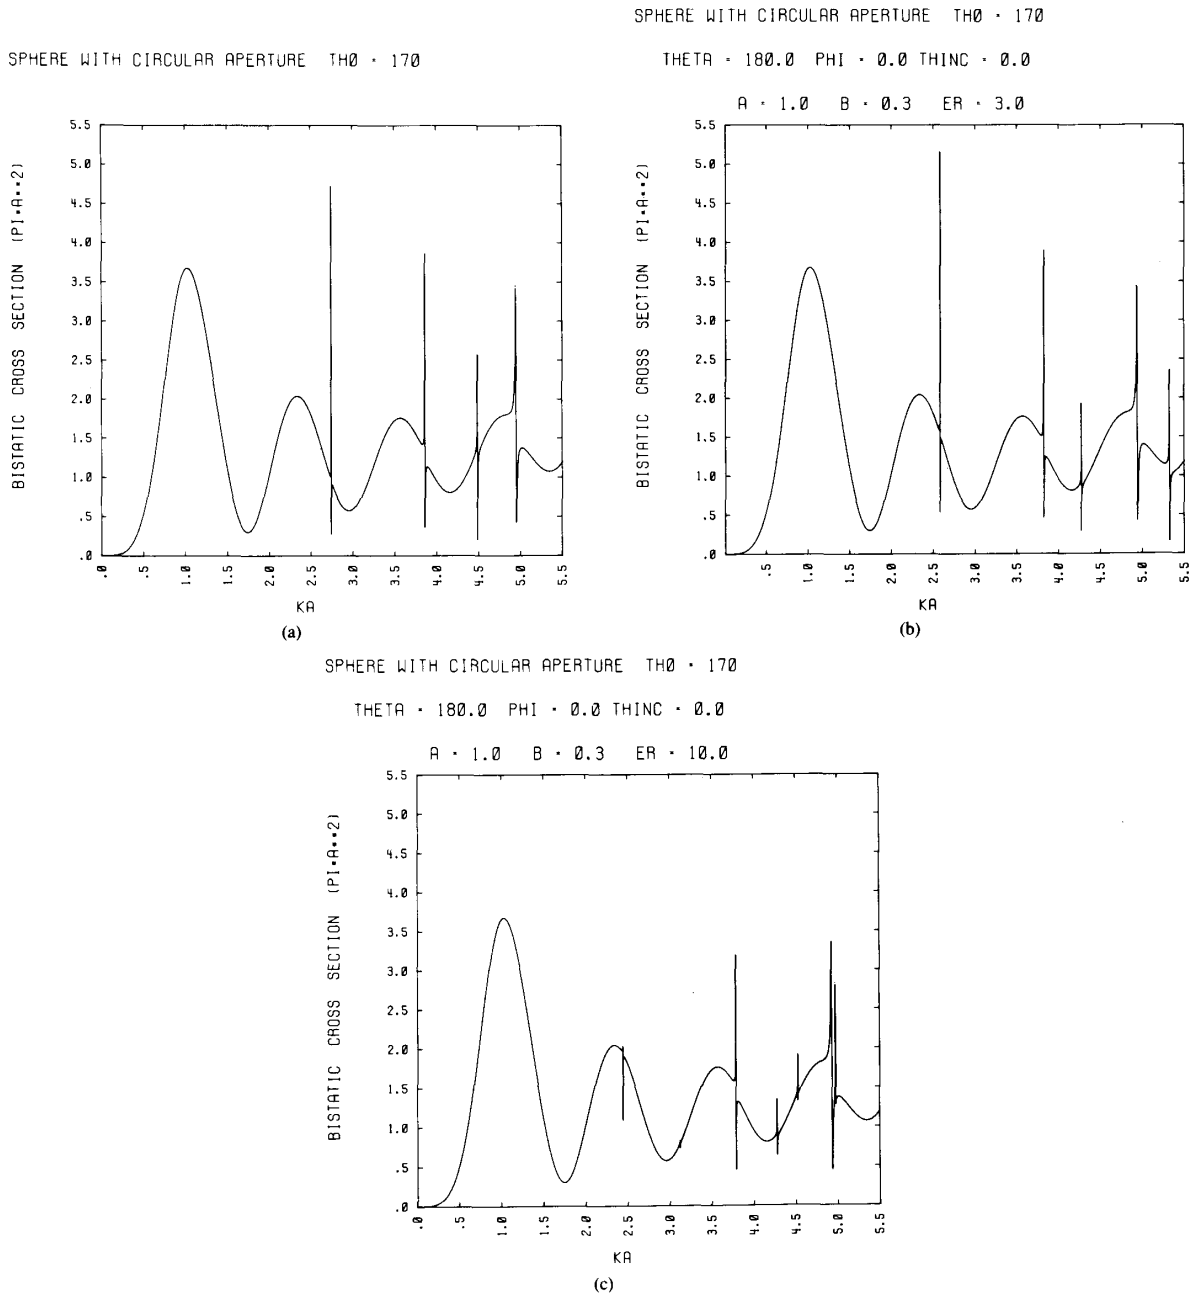 SPHERE WITH CIRCULAR APERTURE TH0 = 170
5.5
5.0
4.5
4.0
3.5
3.0
2.5
2.0
1.5
1.0
.5
.0
BISTATIC CROSS SECTION (PI*A**2)
.0 .5 1.0 1.5 2.0 2.5 3.0 3.5 4.0 4.5 5.0 5.5
KA
(a)
SPHERE WITH CIRCULAR APERTURE TH0 = 170
THETA = 180.0 PHI = 0.0 THINC = 0.0
A = 1.0 B = 0.3 ER = 3.0
5.5
5.0
4.5
4.0
3.5
3.0
2.5
2.0
1.5
1.0
.5
.0
BISTATIC CROSS SECTION (PI*A**2)
.5 1.0 1.5 2.0 2.5 3.0 3.5 4.0 4.5 5.0 5.5
KA
(b)
SPHERE WITH CIRCULAR APERTURE TH0 = 170
THETA = 180.0 PHI = 0.0 THINC = 0.0
A = 1.0 B = 0.3 ER = 10.0
5.5
5.0
4.5
4.0
3.5
3.0
2.5
2.0
1.5
1.0
.5
.0
BISTATIC CROSS SECTION (PI*A**2)
.0 .5 1.0 1.5 2.0 2.5 3.0 3.5 4.0 4.5 5.0 5.5
KA
(c)